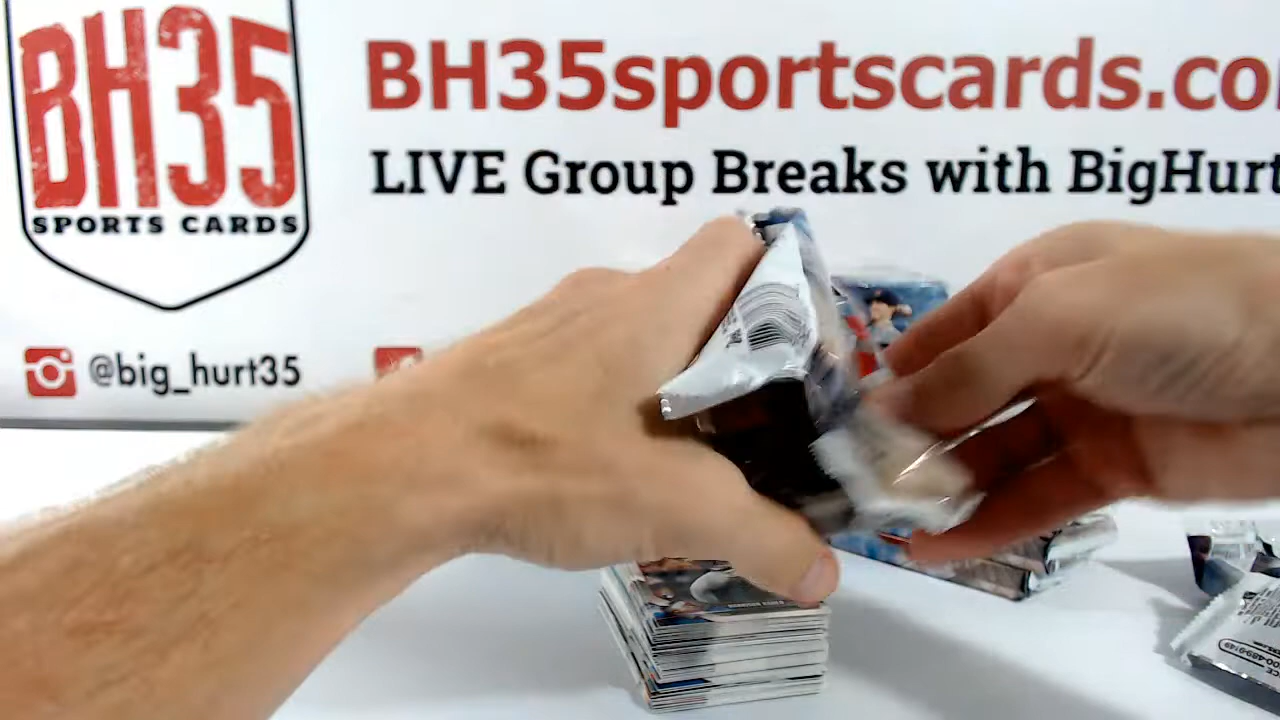 BH35
SPORTS CARDS
BH35sportscards.co
LIVE Group Breaks with BigHurt
@big_hurt35